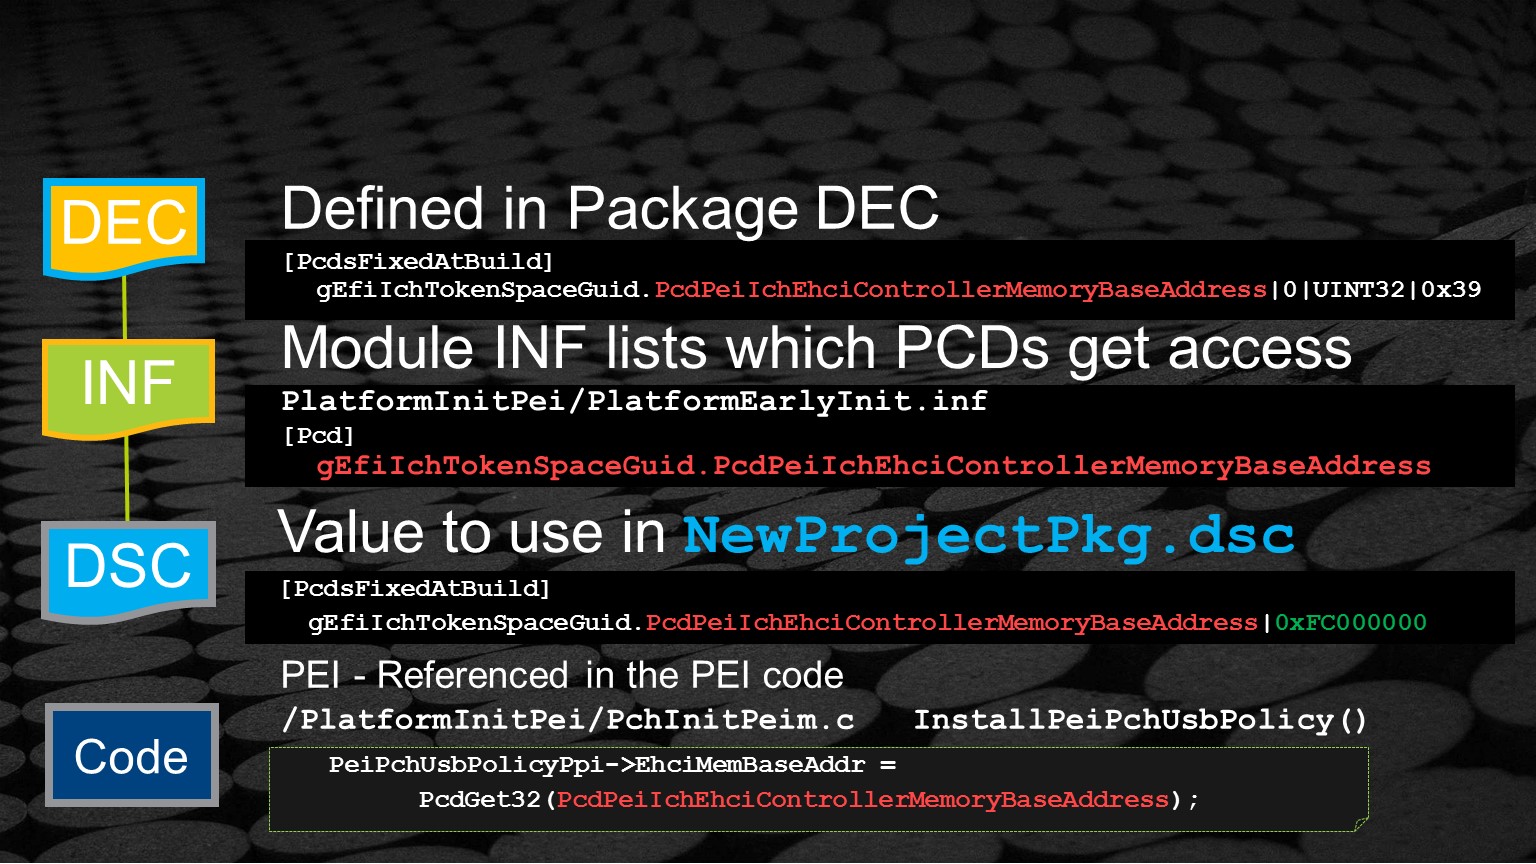 DEC
Defined in Package DEC
[PcdsFixedAtBuild]
gEfiIchTokenSpaceGuid.PcdPeiIchEhciControllerMemoryBaseAddress|0|UINT32|0x39
INF
Module INF lists which PCDs get access
PlatformInitPei/PlatformEarlyInit.inf
[Pcd]
gEfiIchTokenSpaceGuid.PcdPeiIchEhciControllerMemoryBaseAddress
DSC
Value to use in NewProjectPkg.dsc
[PcdsFixedAtBuild]
gEfiIchTokenSpaceGuid.PcdPeiIchEhciControllerMemoryBaseAddress|0xFC000000
Code
PEI - Referenced in the PEI code
/PlatformInitPei/PchInitPeim.c InstallPeiPchUsbPolicy()
PeiPchUsbPolicyPpi->EhciMemBaseAddr =
PcdGet32(PcdPeiIchEhciControllerMemoryBaseAddress);